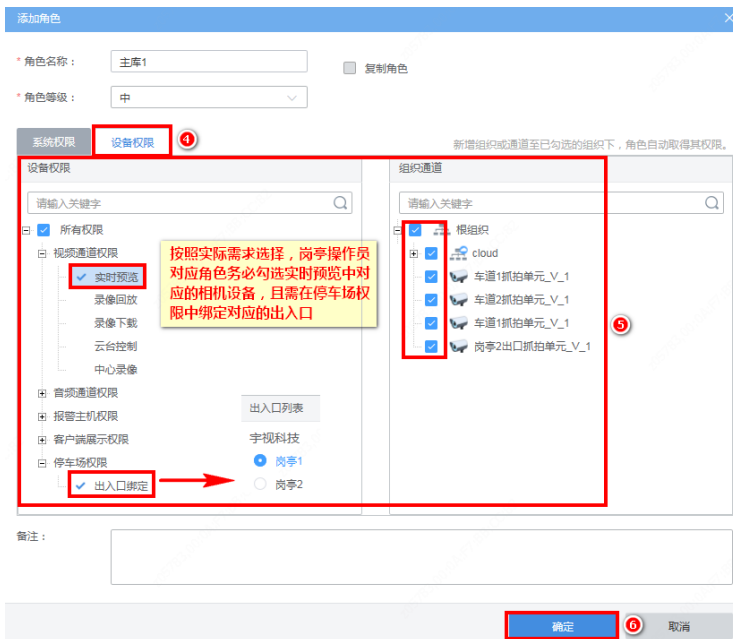 添加角色
* 角色名称：
主库1
复制角色
* 角色等级：
中
系统权限
设备权限
4
新增组织或通道至已勾选的组织下，角色自动取得其权限。
设备权限
组织通道
请输入关键字
请输入关键字
所有权限
视频通道权限
实时预览
录像回放
录像下载
云台控制
中心录像
音频通道权限
报警主机权限
客户端展示权限
停车场权限
出入口绑定
按照实际需求选择，岗亭操作员
对应角色务必勾选实时预览中对
应的相机设备，且需在停车场权
限中绑定对应的出入口
出入口列表
宇视科技
岗亭1
岗亭2
根组织
cloud
车道1抓拍单元_V_1
车道2抓拍单元_V_1
车道1抓拍单元_V_1
岗亭2出口抓拍单元_V_1
5
备注：
确定
6
取消